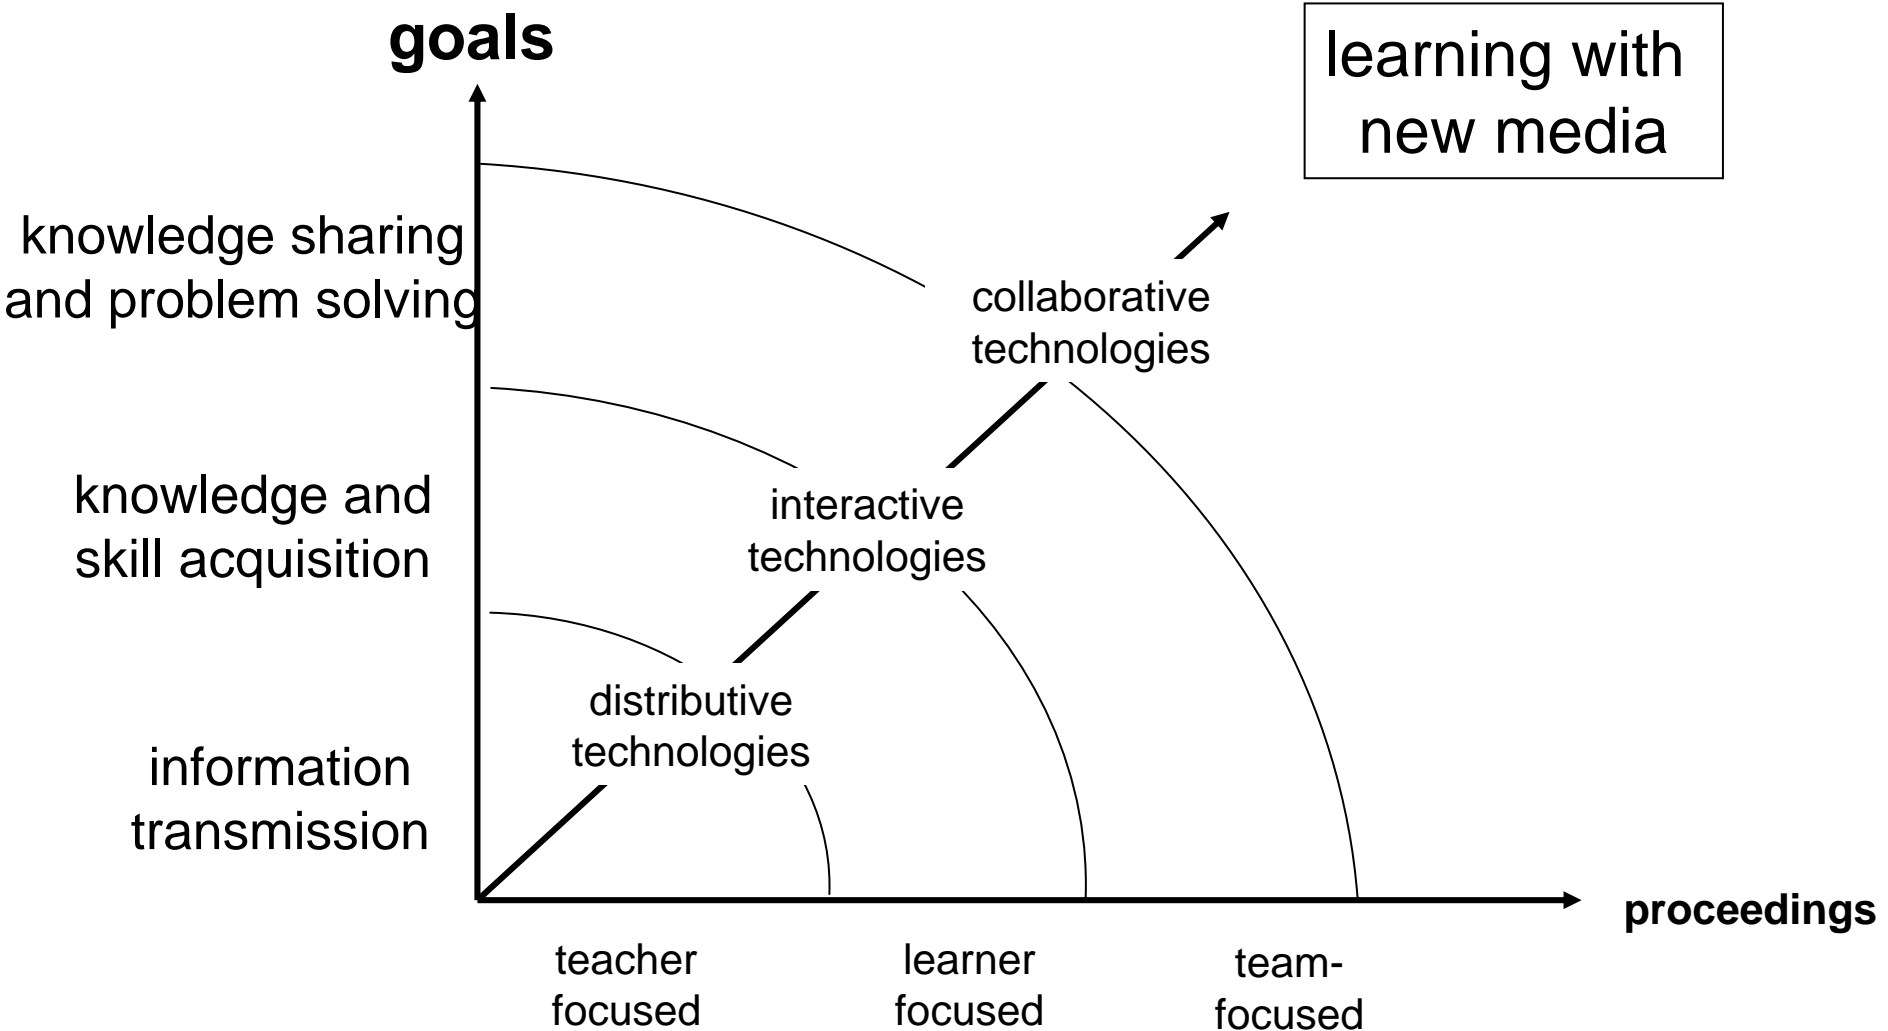 goals
learning with
new media
knowledge sharing
and problem solving
collaborative
technologies
knowledge and
skill acquisition
interactive
technologies
distributive
technologies
information
transmission
proceedings
teacher
focused
learner
focused
team-
focused